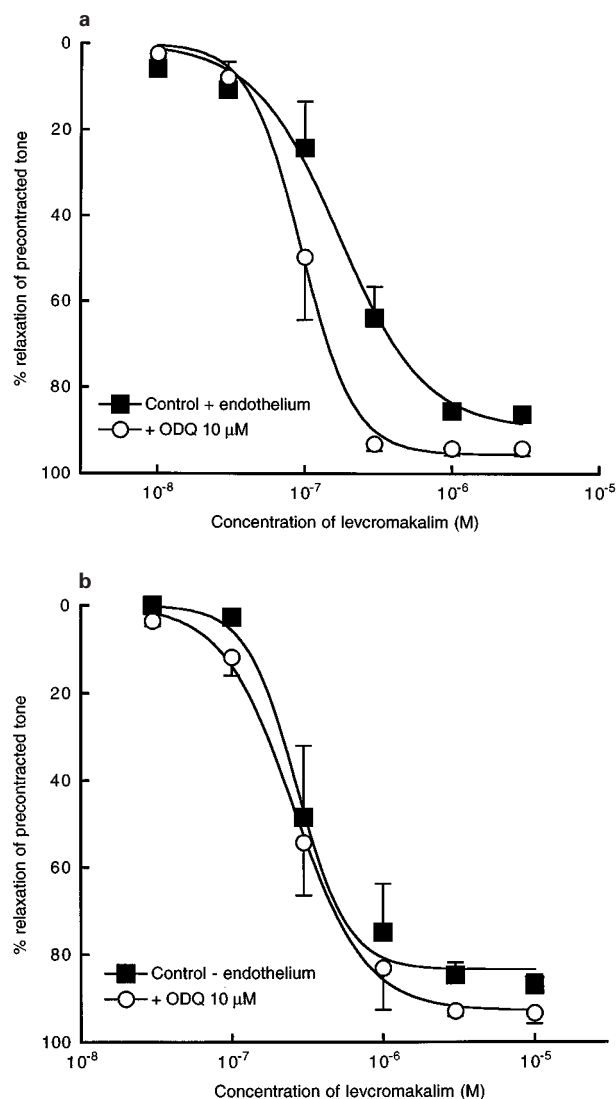 a
% relaxation of precontracted tone
0
20
40
60
80
100
Control + endothelium
+ ODQ 10 µM
10⁻⁸ 10⁻⁷ 10⁻⁶ 10⁻⁵
Concentration of levcromakalim (M)
b
% relaxation of precontracted tone
0
20
40
60
80
100
Control - endothelium
+ ODQ 10 µM
10⁻⁸ 10⁻⁷ 10⁻⁶ 10⁻⁵
Concentration of levcromakalim (M)